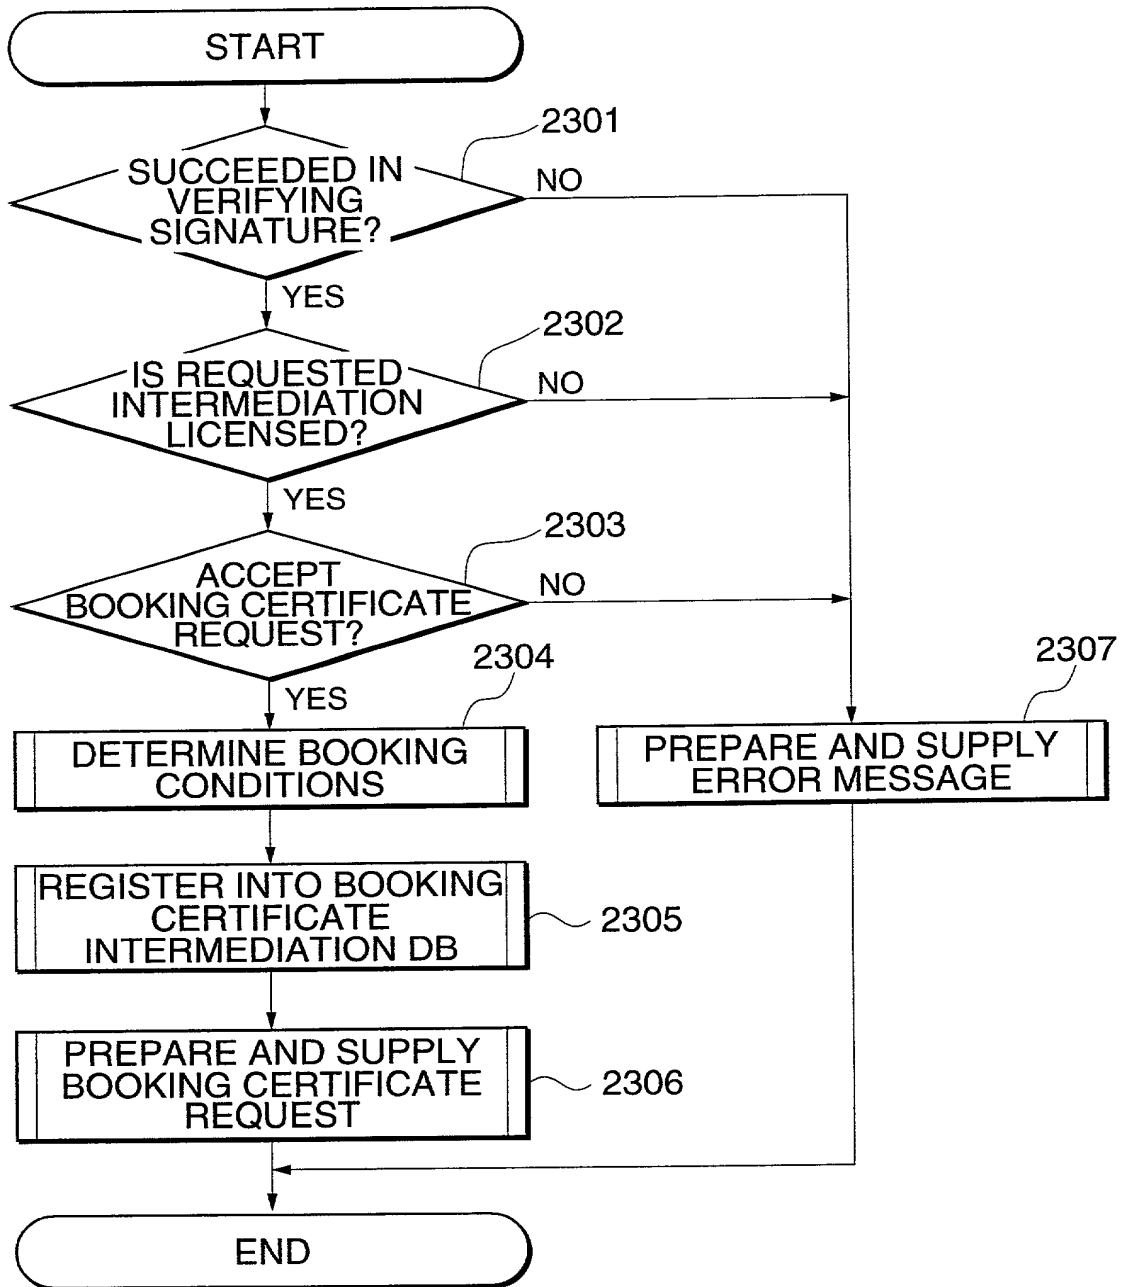 START
2301
SUCCEEDED IN
VERIFYING
SIGNATURE?
NO
YES
2302
IS REQUESTED
INTERMEDIATION
LICENSED?
NO
YES
2303
ACCEPT
BOOKING CERTIFICATE
REQUEST?
NO
YES
2304
DETERMINE BOOKING
CONDITIONS
2307
PREPARE AND SUPPLY
ERROR MESSAGE
REGISTER INTO BOOKING
CERTIFICATE
INTERMEDIATION DB
2305
PREPARE AND SUPPLY
BOOKING CERTIFICATE
REQUEST
2306
END